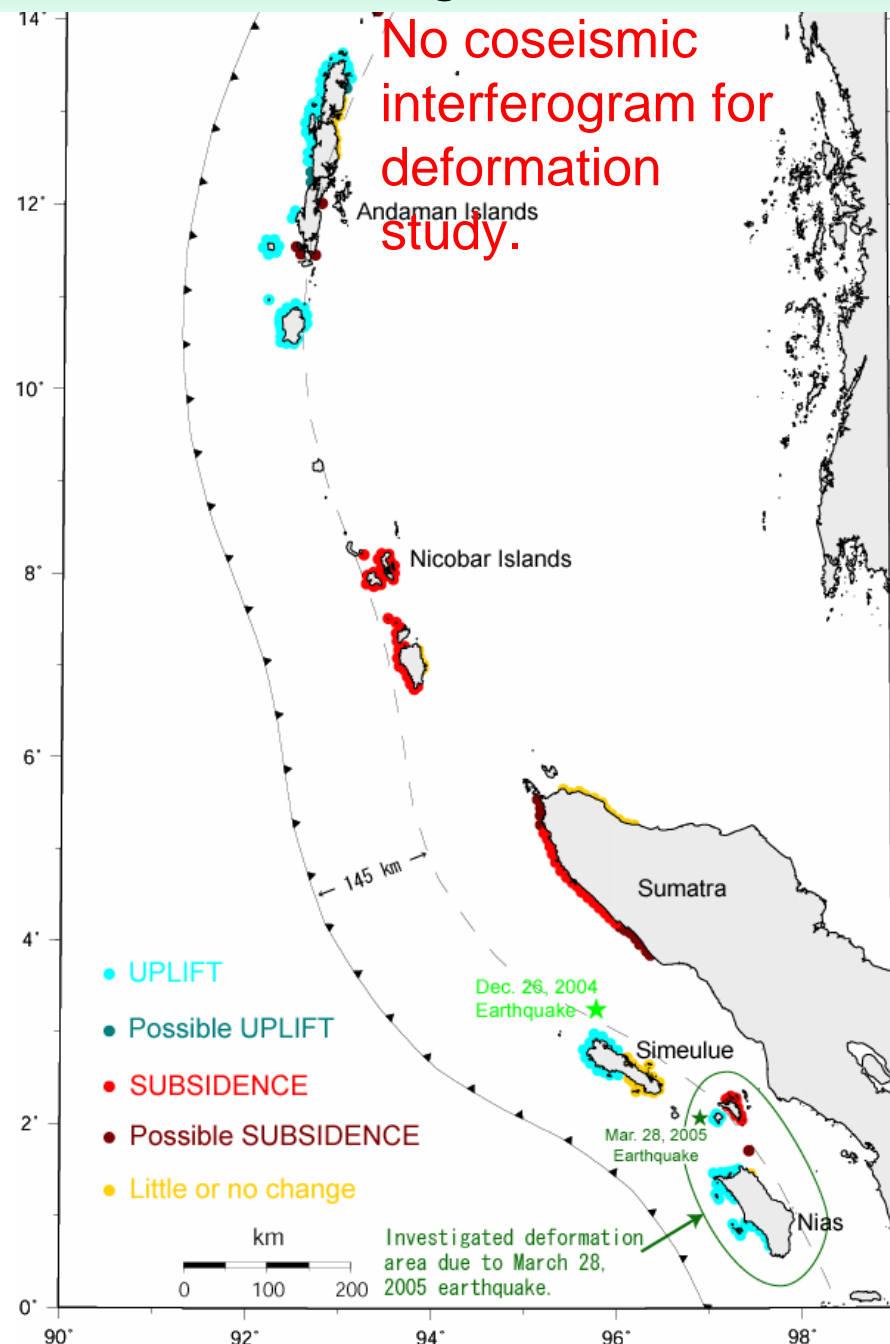 No coseismic
interferogram for
deformation
study.
14°
12°
10°
8°
6°
4°
2°
0°
90°
92°
94°
96°
98°
Andaman Islands
Nicobar Islands
145 km
Sumatra
Dec. 26, 2004
Earthquake
Simeulue
Mar. 28, 2005
Earthquake
Nias
UPLIFT
Possible UPLIFT
SUBSIDENCE
Possible SUBSIDENCE
Little or no change
km
0 100 200
Investigated deformation
area due to March 28,
2005 earthquake.